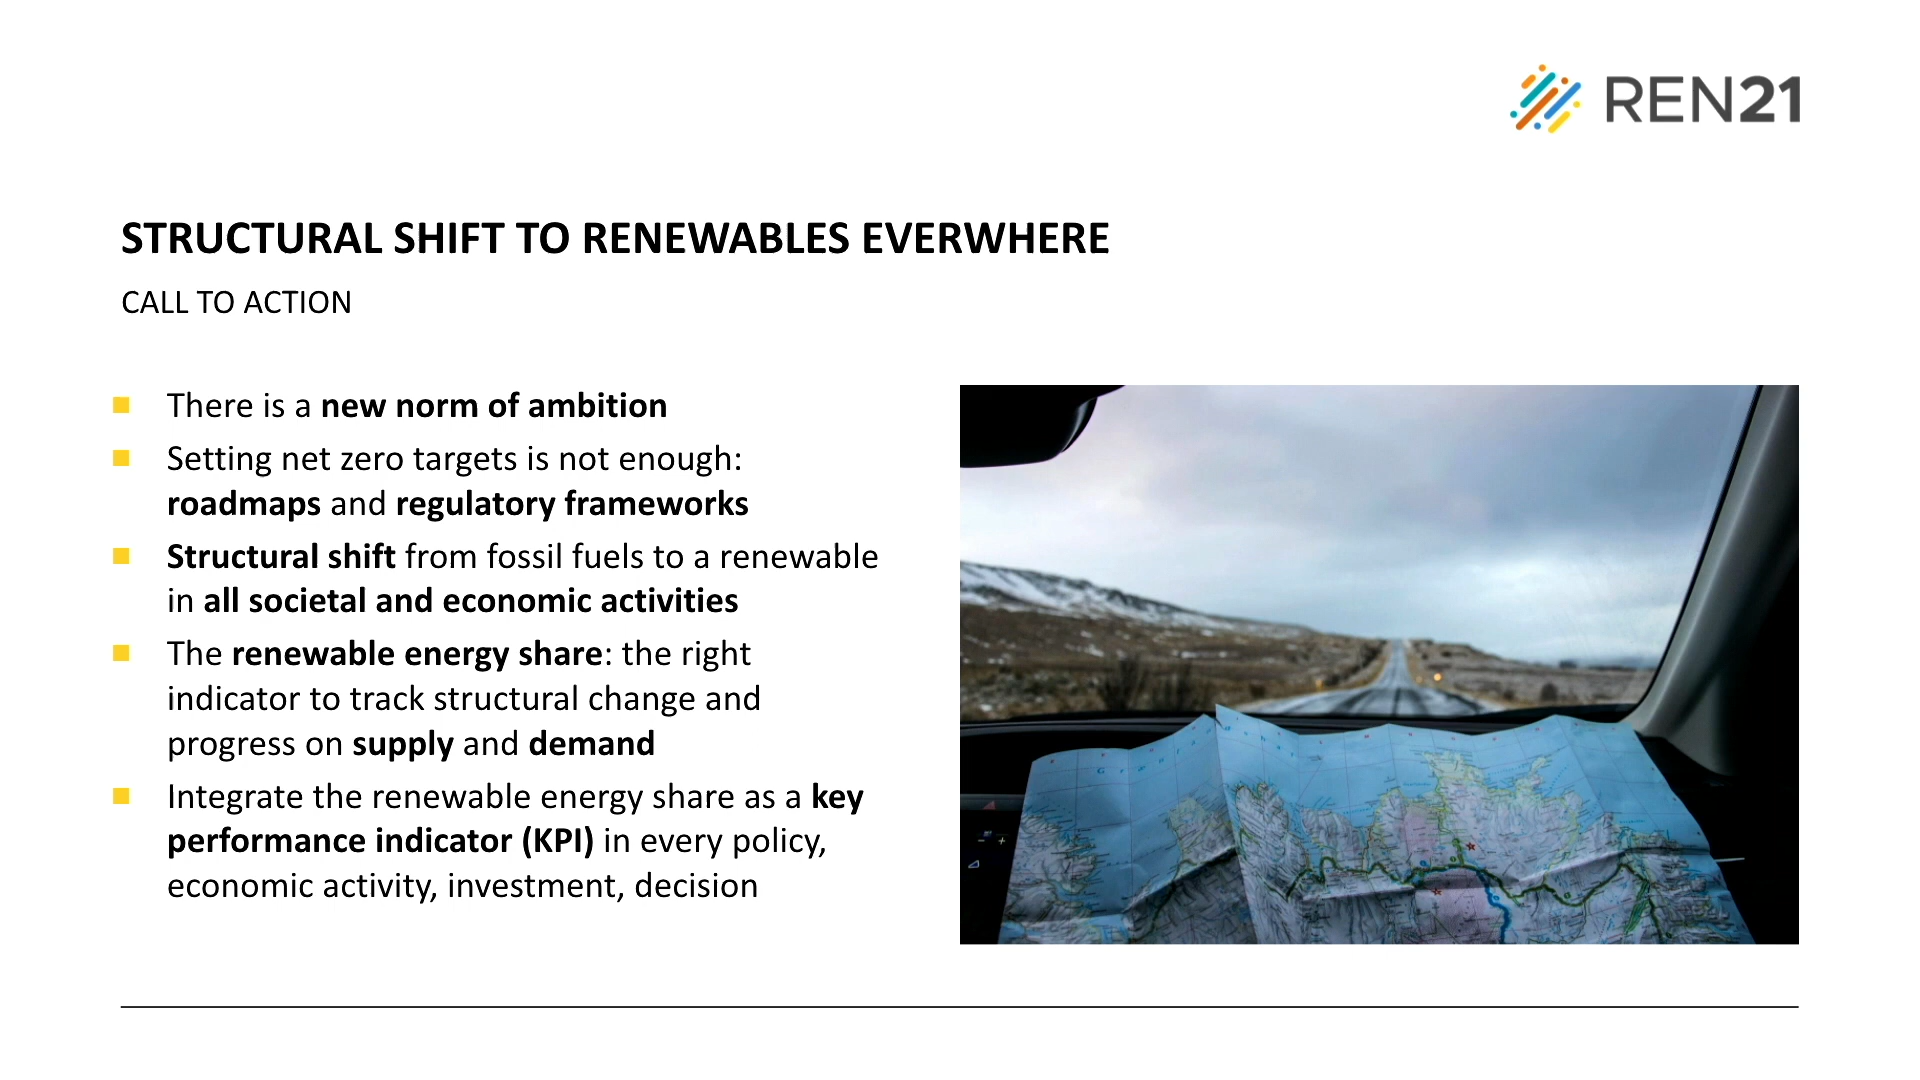 REN21
STRUCTURAL SHIFT TO RENEWABLES EVERWHERE
CALL TO ACTION
There is a new norm of ambition
Setting net zero targets is not enough:
roadmaps and regulatory frameworks
Structural shift from fossil fuels to a renewable
in all societal and economic activities
The renewable energy share: the right
indicator to track structural change and
progress on supply and demand
Integrate the renewable energy share as a key
performance indicator (KPI) in every policy,
economic activity, investment, decision